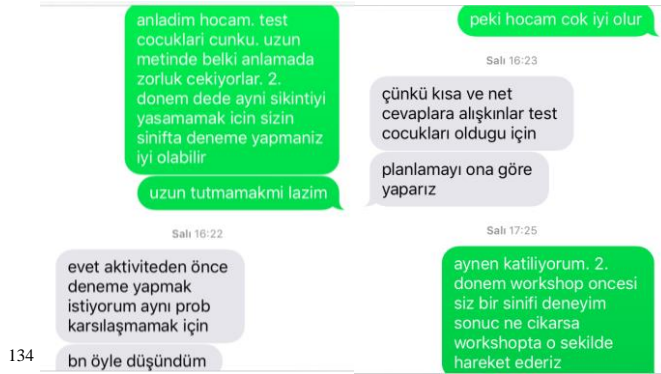 anladim hocam. test
cocuklari cunku. uzun
metinde belki anlamada
zorluk cekiyorlar. 2.
donem dede ayni sikintiyi
yasamamak icin sizin
sinifta deneme yapmaniz
iyi olabilir
uzun tutmamakmi lazim
Salı 16:22
evet aktiviteden önce
deneme yapmak
istiyorum aynı prob
karsılaşmamak için
bn öyle düşündüm
134
peki hocam cok iyi olur
Salı 16:23
çünkü kısa ve net
cevaplara alışkınlar test
cocukları oldugu için
planlamayı ona göre
yaparız
Salı 17:25
aynen katiliyorum. 2.
donem workshop oncesi
siz bir sinifi deneyim
sonuc ne cikarsa
workshopta o sekilde
hareket ederiz